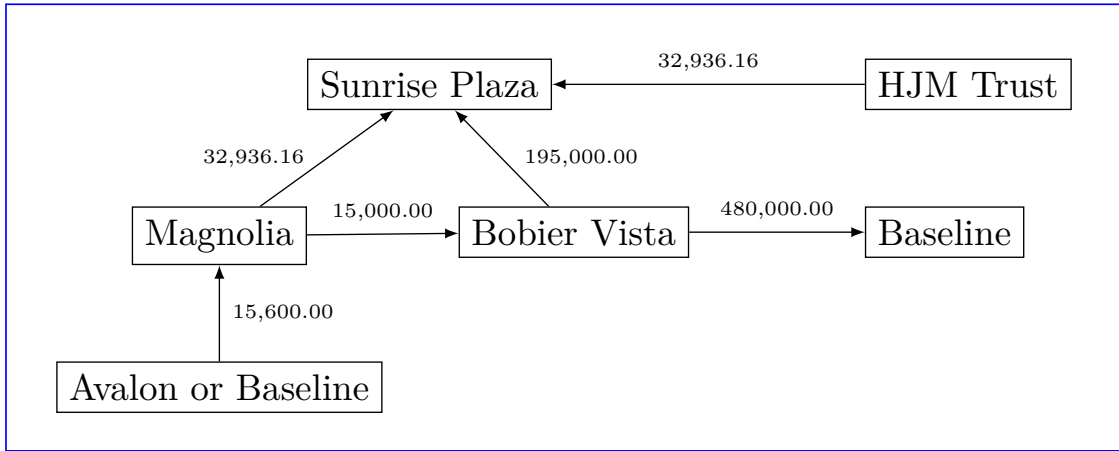 32,936.16
Sunrise Plaza
HJM Trust
32,936.16
195,000.00
15,000.00
480,000.00
Magnolia
Bobier Vista
Baseline
15,600.00
Avalon or Baseline